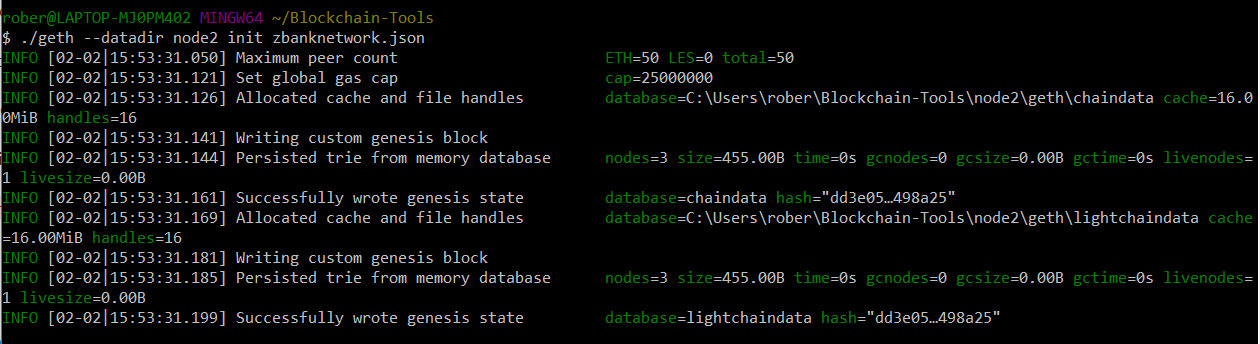 rober@LAPTOP-MJ0PM402 MINGW64 ~/Blockchain-Tools
$ ./geth --datadir node2 init zbanknetwork.json
INFO [02-02|15:53:31.050] Maximum peer count                       ETH=50 LES=0 total=50
INFO [02-02|15:53:31.121] Set global gas cap                       cap=25000000
INFO [02-02|15:53:31.126] Allocated cache and file handles         database=C:\Users\rober\Blockchain-Tools\node2\geth\chaindata cache=16.0
0MiB handles=16
INFO [02-02|15:53:31.141] Writing custom genesis block
INFO [02-02|15:53:31.144] Persisted trie from memory database      nodes=3 size=455.00B time=0s gcnodes=0 gcsize=0.00B gctime=0s livenodes=
1 livesize=0.00B
INFO [02-02|15:53:31.161] Successfully wrote genesis state         database=chaindata hash="dd3e05…498a25"
INFO [02-02|15:53:31.169] Allocated cache and file handles         database=C:\Users\rober\Blockchain-Tools\node2\geth\lightchaindata cache
=16.00MiB handles=16
INFO [02-02|15:53:31.181] Writing custom genesis block
INFO [02-02|15:53:31.185] Persisted trie from memory database      nodes=3 size=455.00B time=0s gcnodes=0 gcsize=0.00B gctime=0s livenodes=
1 livesize=0.00B
INFO [02-02|15:53:31.199] Successfully wrote genesis state         database=lightchaindata hash="dd3e05…498a25"